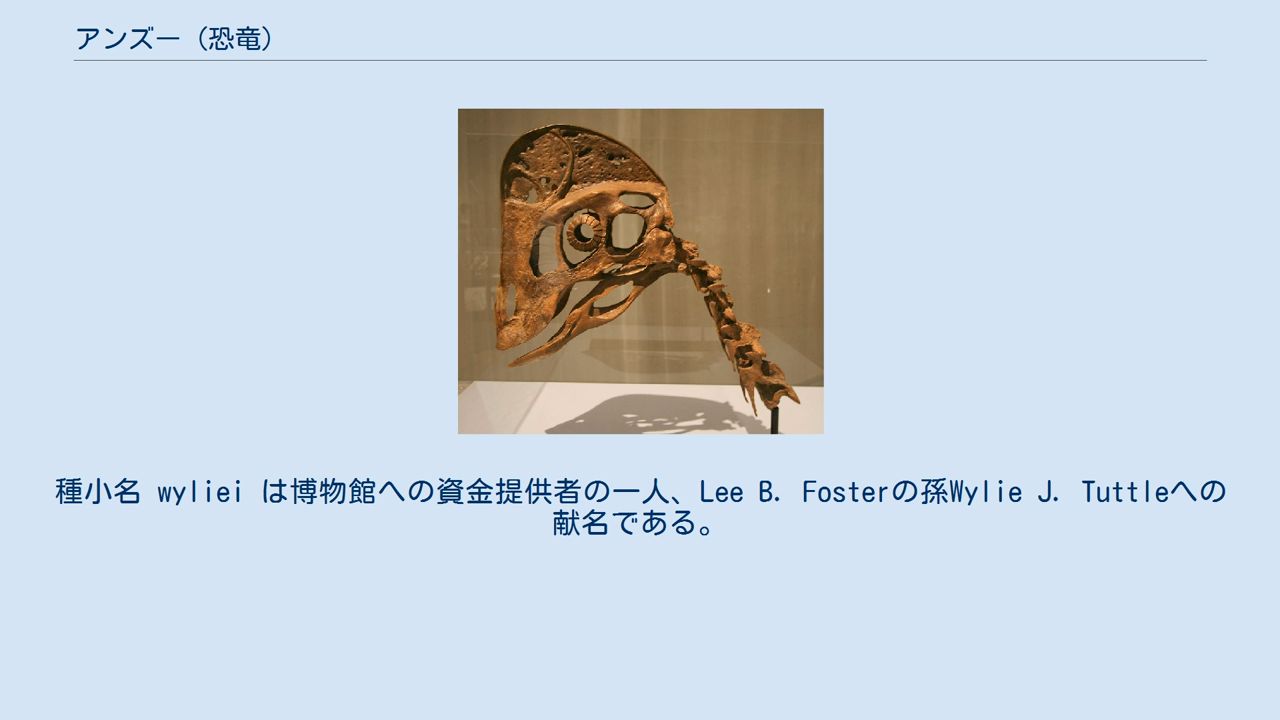 アンズー（恐竜）
種小名 wyliei は博物館への資金提供者の一人、Lee B. Fosterの孫Wylie J. Tuttleへの
献名である。